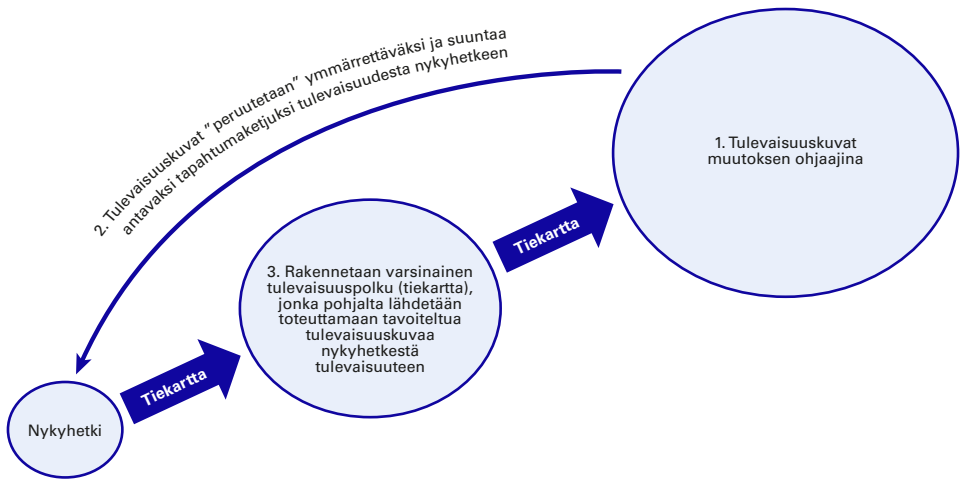 1. Tulevaisuuskuvat
muutoksen ohjaajina
2. Tulevaisuuskuvat ”peruutetaan” ymmärrettäväksi ja suuntaa
antavaksi tapahtumaketjuksi tulevaisuudesta nykyhetkeen
3. Rakennetaan varsinainen
tulevaisuuspolku (tiekartta),
jonka pohjalta lähdetään
toteuttamaan tavoiteltua
tulevaisuuskuvaa
nykyhetkestä
tulevaisuuteen
Tiekartta
Tiekartta
Nykyhetki